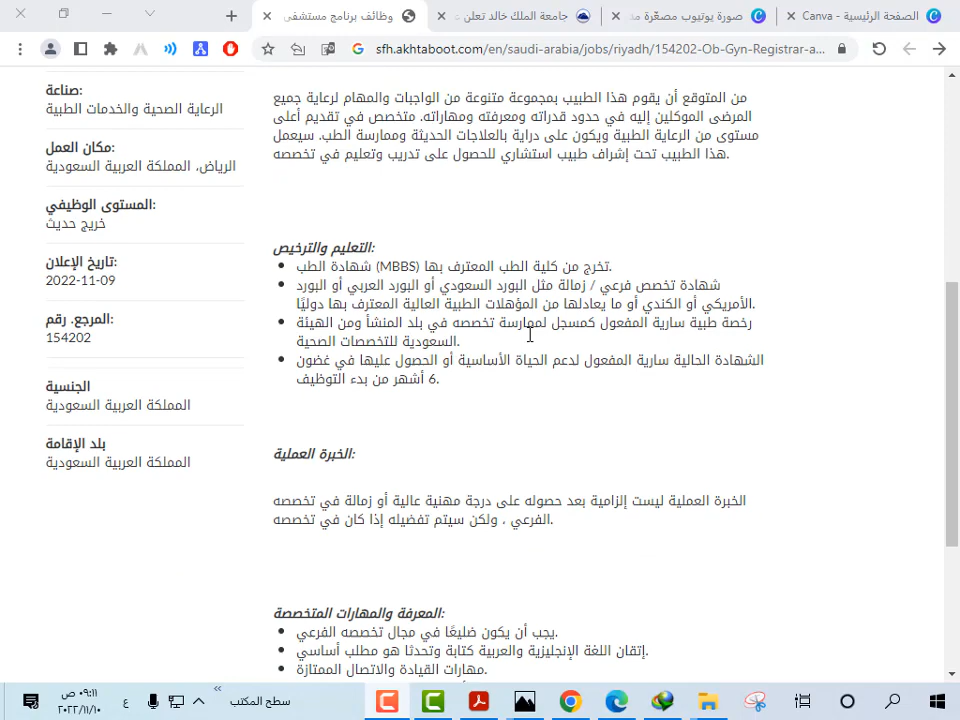 وظائف برنامج مستشفى
جامعة الملك خالد تعلن
صورة يوتيوب مصغّرة
الصفحة الرئيسية - Canva
sfh.akhtaboot.com/en/saudi-arabia/jobs/riyadh/154202-Ob-Gyn-Registrar-a...
من المتوقع أن يقوم هذا الطبيب بمجموعة متنوعة من الواجبات والمهام لرعاية جميع
المرضى الموكلين إليه في حدود قدراته ومعرفته ومهاراته. متخصص في تقديم أعلى
مستوى من الرعاية الطبية ويكون على دراية بالعلاجات الحديثة وممارسة الطب. سيعمل
هذا الطبيب تحت إشراف طبيب استشاري للحصول على تدريب وتعليم في تخصصه.
التعليم والترخيص:
تخرج من كلية الطب المعترف بها (MBBS) شهادة الطب.
شهادة تخصص فرعي / زمالة مثل البورد السعودي أو البورد العربي أو البورد
الأمريكي أو الكندي أو ما يعادلها من المؤهلات الطبية العالية المعترف بها دوليًا.
رخصة طبية سارية المفعول كمسجل لممارسة تخصصه في بلد المنشأ ومن الهيئة
السعودية للتخصصات الصحية.
الشهادة الحالية سارية المفعول لدعم الحياة الأساسية أو الحصول عليها في غضون
6 أشهر من بدء التوظيف.
الخبرة العملية:
الخبرة العملية ليست إلزامية بعد حصوله على درجة مهنية عالية أو زمالة في تخصصه
الفرعي ، ولكن سيتم تفضيله إذا كان في تخصصه.
المعرفة والمهارات المتخصصة:
يجب أن يكون ضليعًا في مجال تخصصه الفرعي.
إتقان اللغة الإنجليزية والعربية كتابة وتحدثا هو مطلب أساسي.
مهارات القيادة والاتصال الممتازة.
صناعة:
الرعاية الصحية والخدمات الطبية
مكان العمل:
الرياض، المملكة العربية السعودية
المستوى الوظيفي:
خريج حديث
تاريخ الإعلان:
2022-11-09
المرجع. رقم:
154202
الجنسية
المملكة العربية السعودية
بلد الإقامة
المملكة العربية السعودية
سطح المكتب
ع
٠٩:١١ ص
٢٠٢٢/١١/١٠